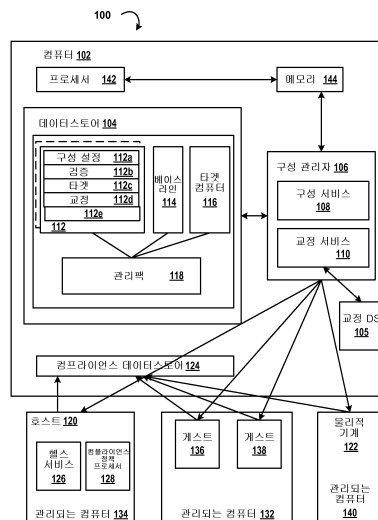 100
컴퓨터 102
프로세서 142
메모리 144
데이터스토어 104
구성 설정 112a
검증 112b
타겟 112c
교정 112d
112e
112
베이스
라인
114
타겟
컴퓨터
116
관리팩 118
구성 관리자
106
구성 서비스
108
교정 서비스
110
교정 DS
105
컴프라이언스 데이터스토어 124
호스트 120
헬스
서비스
126
컴플라이언스
정책
프로세서
128
관리되는 컴퓨터 134
게스트
136
게스트
138
관리되는 컴퓨터 132
물리적
기계
122
관리되는
컴퓨터
140